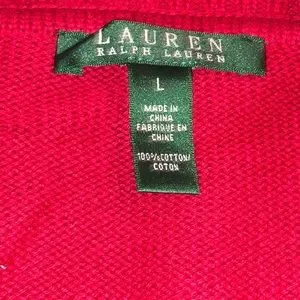 LAUREN
RALPH LAUREN
L
MADE IN
CHINA
FABRIQUE EN
CHINE
100%COTTON/
COTON